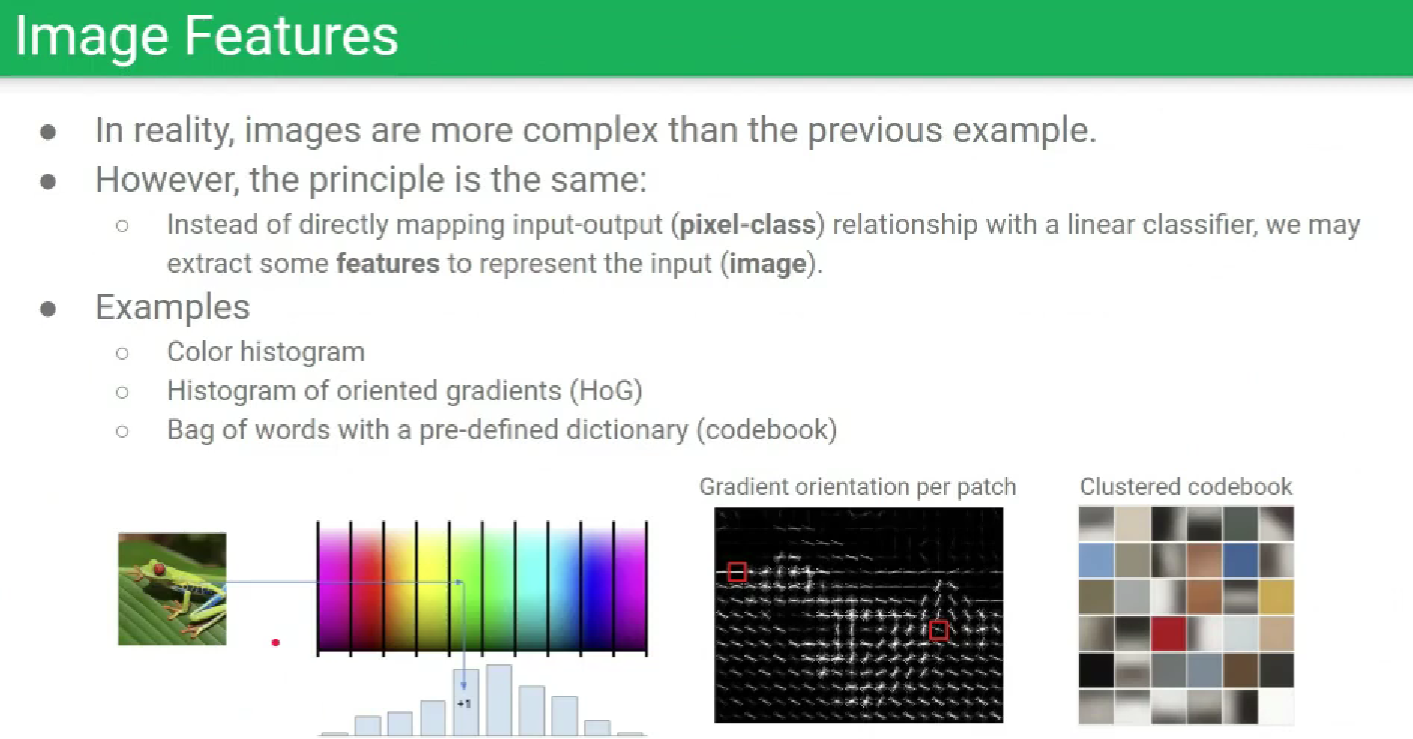 Image Features
In reality, images are more complex than the previous example.
However, the principle is the same:
Instead of directly mapping input-output (pixel-class) relationship with a linear classifier, we may
extract some features to represent the input (image).
Examples
Color histogram
Histogram of oriented gradients (HoG)
Bag of words with a pre-defined dictionary (codebook)
Gradient orientation per patch
Clustered codebook
+1